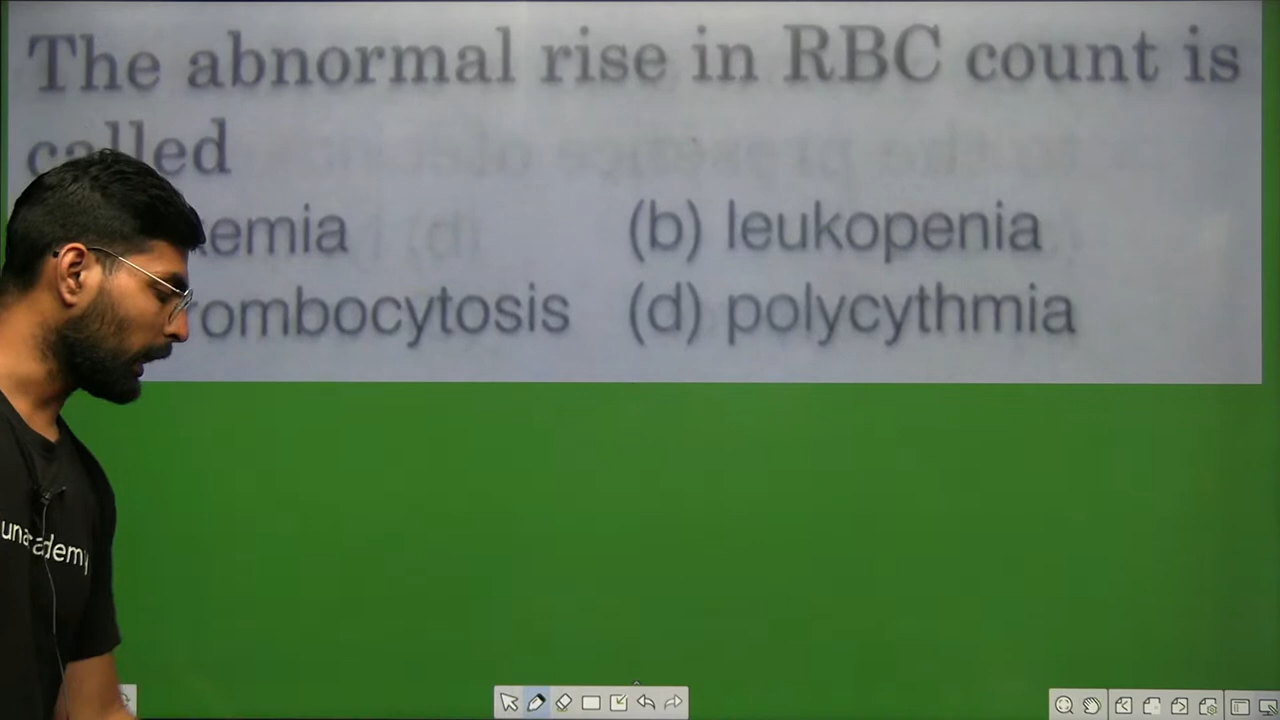 The abnormal rise in RBC count is
called
emia (b) leukopenia
rombocytosis (d) polycythmia
unacademy